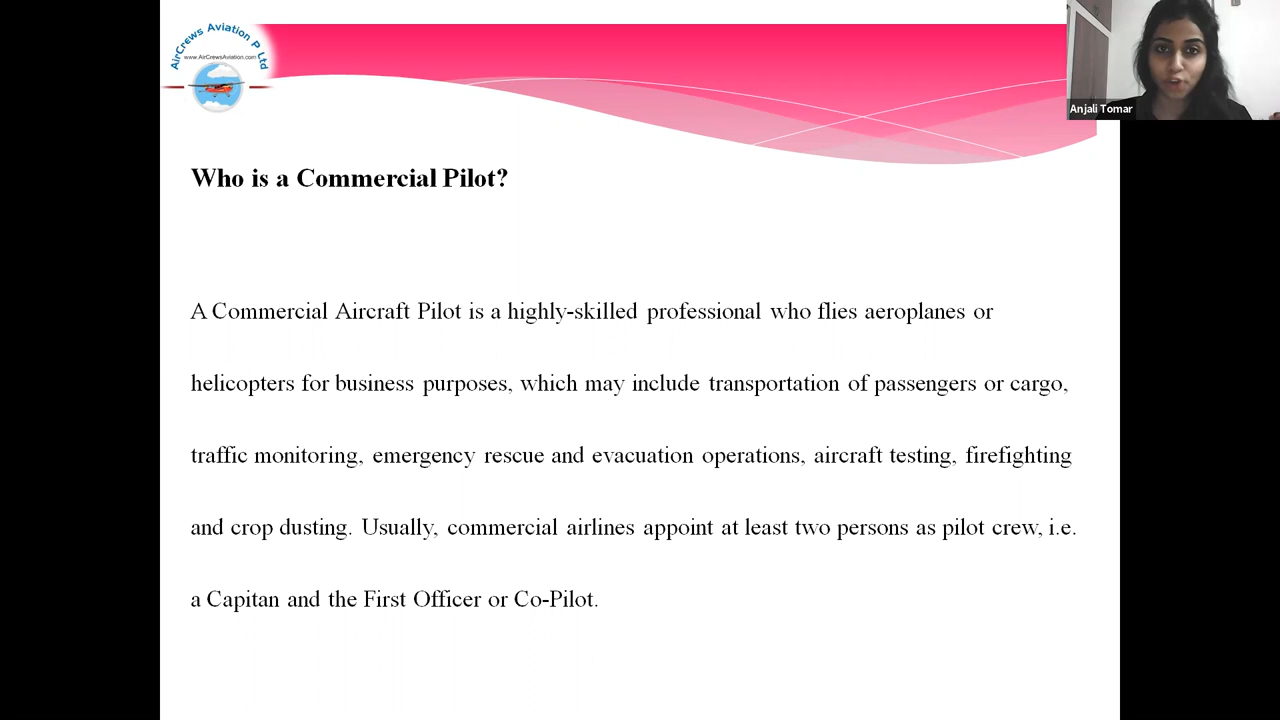 AirCrews Aviation P Ltd
www.AirCrewsAviation.com
Anjali Tomar
Who is a Commercial Pilot?
A Commercial Aircraft Pilot is a highly-skilled professional who flies aeroplanes or
helicopters for business purposes, which may include transportation of passengers or cargo,
traffic monitoring, emergency rescue and evacuation operations, aircraft testing, firefighting
and crop dusting. Usually, commercial airlines appoint at least two persons as pilot crew, i.e.
a Capitan and the First Officer or Co-Pilot.